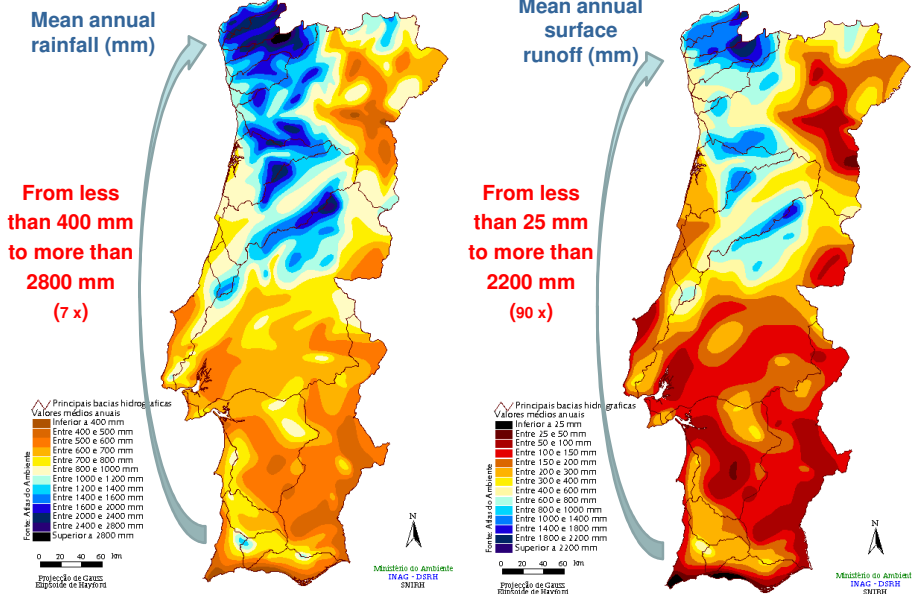 Mean annual
rainfall (mm)
From less
than 400 mm
to more than
2800 mm
(7 x)
Principais bacias hidrograficas
Valores médios anuais
Inferior a 400 mm
Entre 400 e 500 mm
Entre 500 e 600 mm
Entre 600 e 700 mm
Entre 700 e 800 mm
Entre 800 e 1000 mm
Entre 1000 e 1200 mm
Entre 1200 e 1400 mm
Entre 1400 e 1600 mm
Entre 1600 e 2000 mm
Entre 2000 e 2400 mm
Entre 2400 e 2800 mm
Superior a 2800 mm
Fonte: Atlas do Ambiente
0 20 40 60 km
Projecção de Gauss
Elipsoide de Hayford
N
Ministério do Ambiente
INAG - DSRH
SNIRH
Mean annual
surface
runoff (mm)
From less
than 25 mm
to more than
2200 mm
(90 x)
Principais bacias hidrograficas
Valores médios anuais
Inferior a 25 mm
Entre 25 e 50 mm
Entre 50 e 100 mm
Entre 100 e 150 mm
Entre 150 e 200 mm
Entre 200 e 300 mm
Entre 300 e 400 mm
Entre 400 e 600 mm
Entre 600 e 800 mm
Entre 800 e 1000 mm
Entre 1000 e 1400 mm
Entre 1400 e 1800 mm
Entre 1800 e 2200 mm
Superior a 2200 mm
Fonte: Atlas do Ambiente
0 20 40 60 km
Projecção de Gauss
Elipsoide de Hayford
N
Ministério do Ambiente
INAG - DSRH
SNIRH